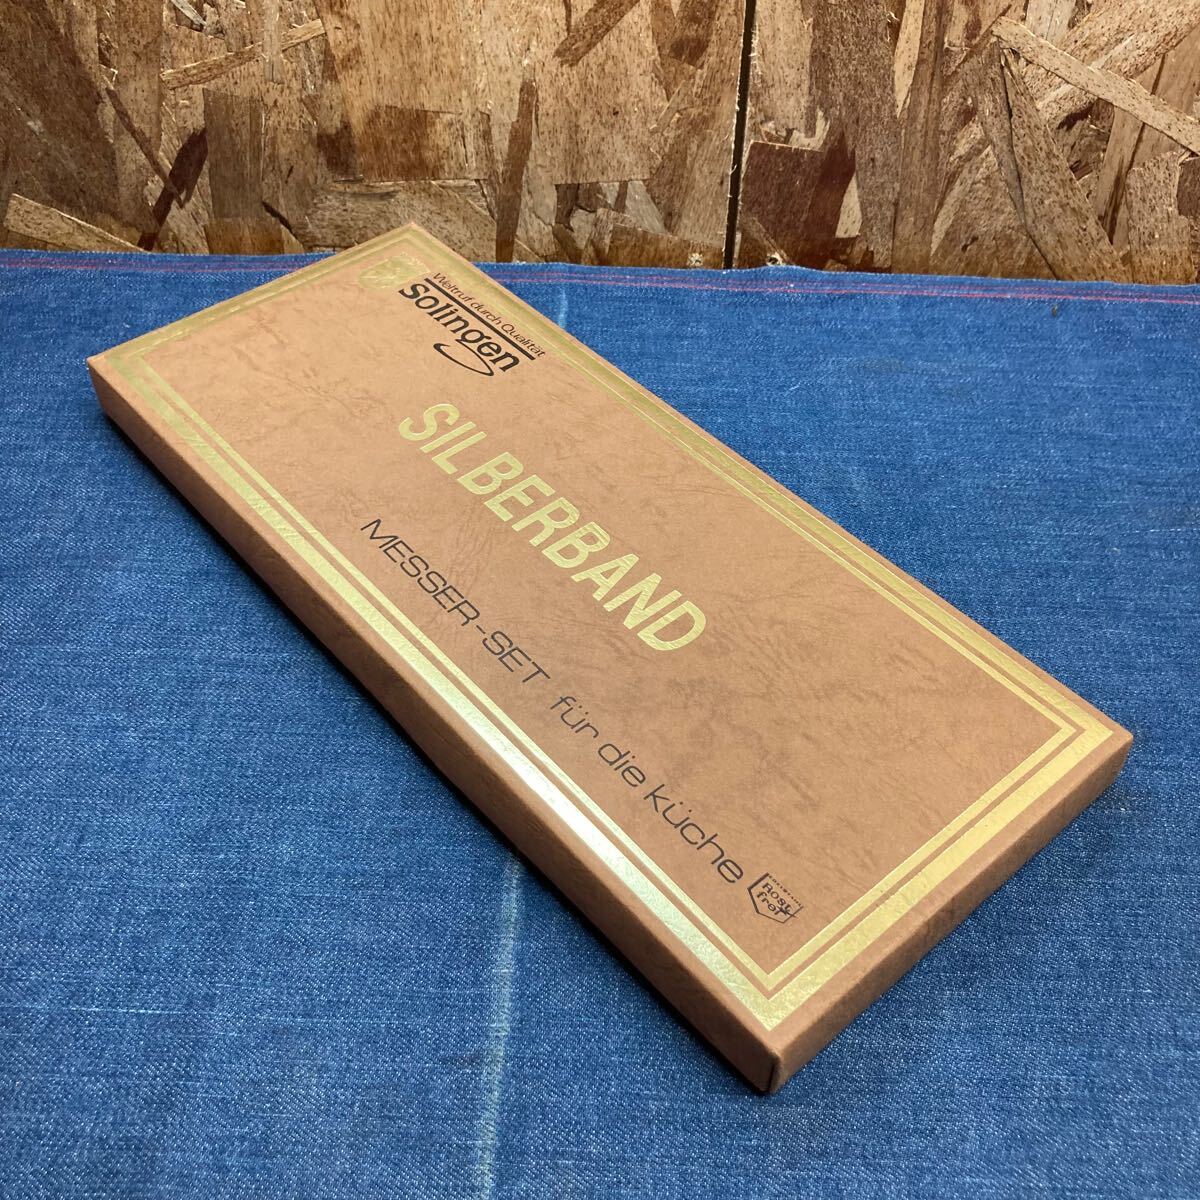 Weltruf durch Qualität
solingen
SILBERBAND
MESSER-SET für die küche
Rost
frei